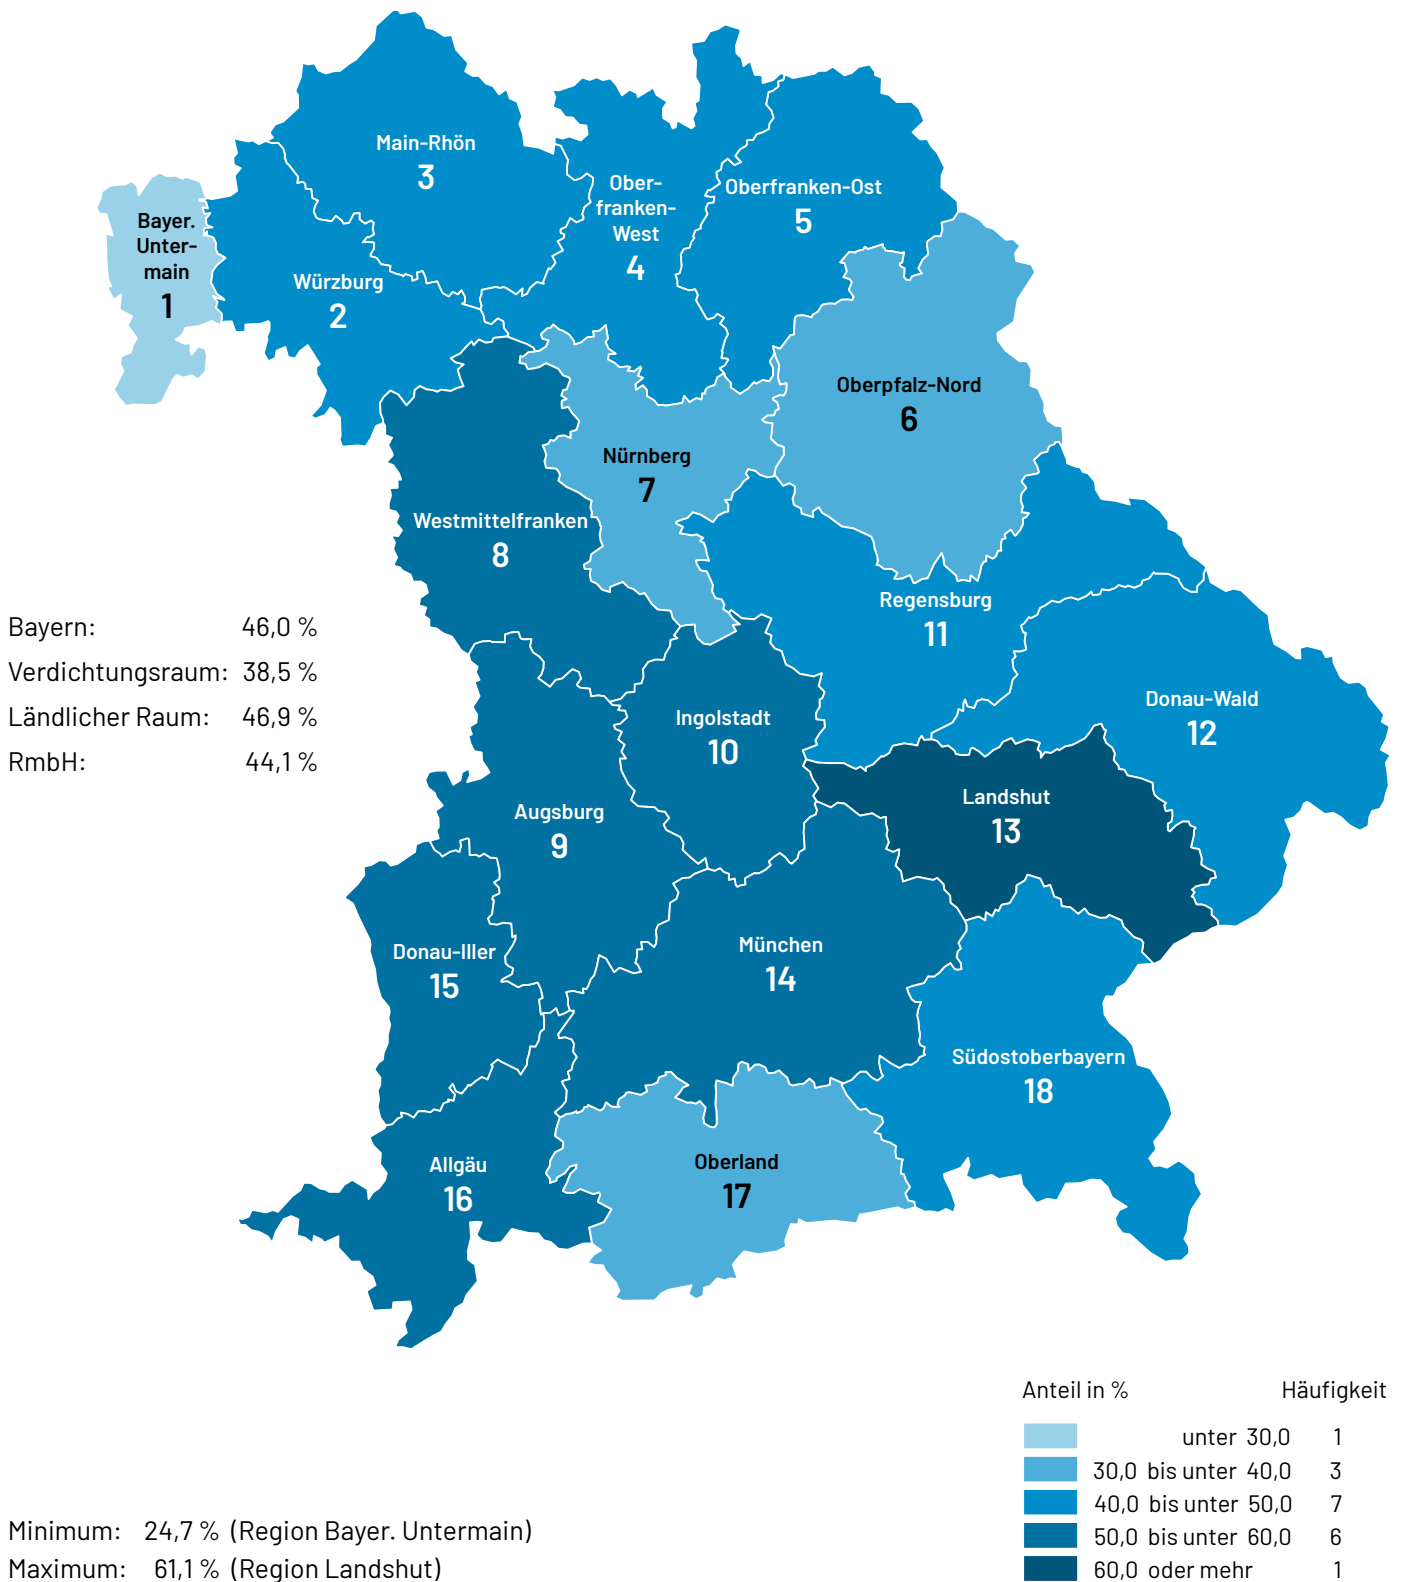 Main-Rhön
3
Ober-
franken-
West
4
Oberfranken-Ost
5
Bayer.
Unter-
main
1
Würzburg
2
Oberpfalz-Nord
6
Nürnberg
7
Westmittelfranken
8
Regensburg
11
Bayern: 46,0 %
Verdichtungsraum: 38,5 %
Ländlicher Raum: 46,9 %
RmbH: 44,1 %
Donau-Wald
12
Ingolstadt
10
Landshut
13
Augsburg
9
Donau-Iller
15
München
14
Südostoberbayern
18
Allgäu
16
Oberland
17
Anteil in % Häufigkeit
unter 30,0 1
30,0 bis unter 40,0 3
40,0 bis unter 50,0 7
50,0 bis unter 60,0 6
60,0 oder mehr 1
Minimum: 24,7 % (Region Bayer. Untermain)
Maximum: 61,1 % (Region Landshut)